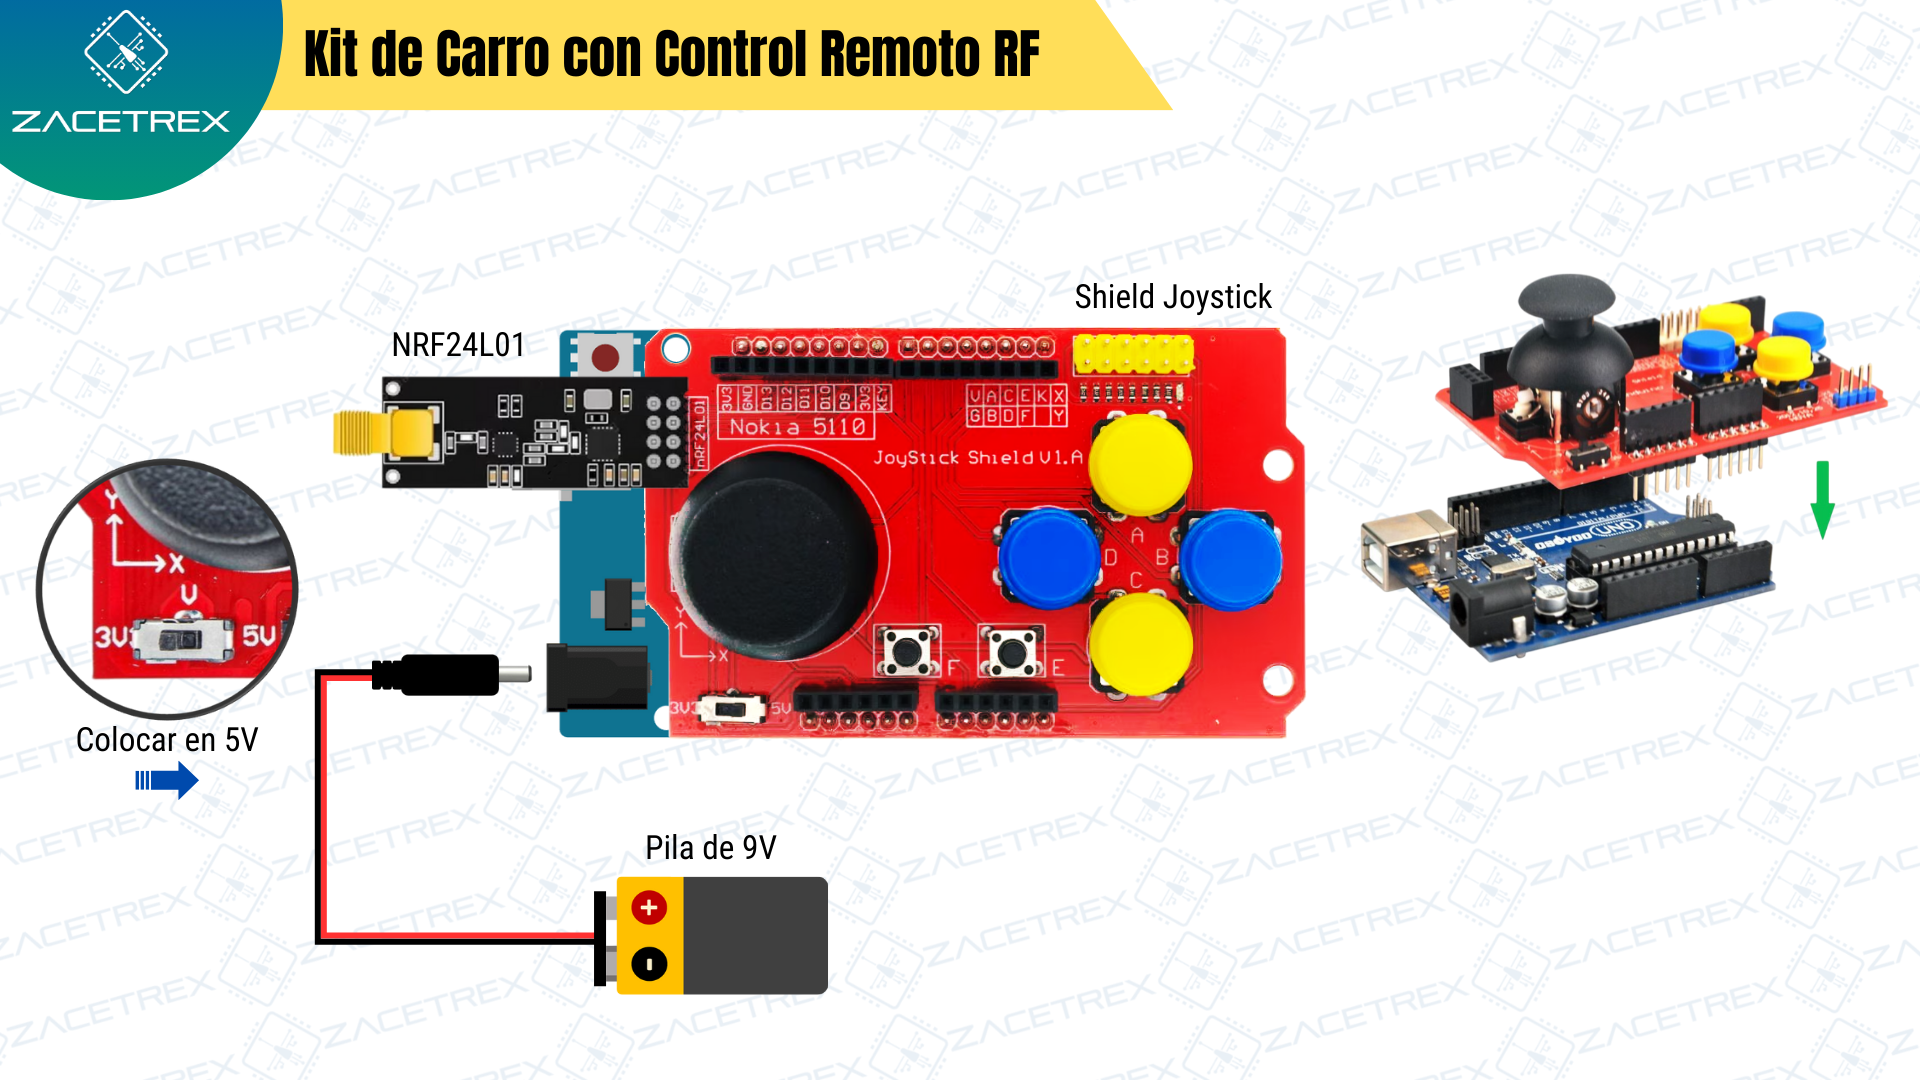 ZACETREX
Kit de Carro con Control Remoto RF
Shield Joystick
NRF24L01
3V3 GND D13 D12 D11 D10 D9 3V3 KEY
Nokia 5110
V A C E K X
G B D F Y
nRF24L01
JoyStick Shield V1.A
A
D B
C
F E
Y
X
3V3 5V
Y
X
V
3V 5V
Colocar en 5V
Pila de 9V
+
-
UNO